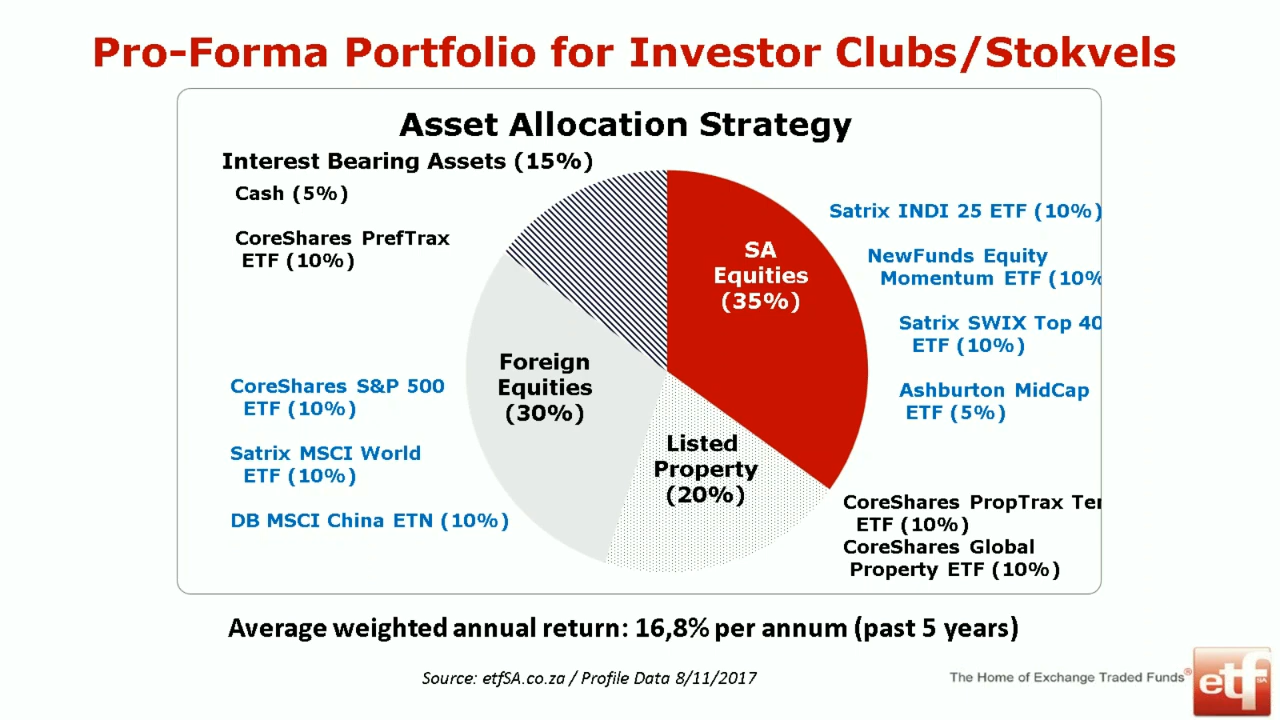 Pro-Forma Portfolio for Investor Clubs/Stokvels
Asset Allocation Strategy
Interest Bearing Assets (15%)
Cash (5%)
CoreShares PrefTrax
ETF (10%)
SA
Equities
(35%)
Satrix INDI 25 ETF (10%)
NewFunds Equity
Momentum ETF (10%
Satrix SWIX Top 40
ETF (10%)
Ashburton MidCap
ETF (5%)
Foreign
Equities
(30%)
CoreShares S&P 500
ETF (10%)
Satrix MSCI World
ETF (10%)
DB MSCI China ETN (10%)
Listed
Property
(20%)
CoreShares PropTrax
ETF (10%)
CoreShares Global
Property ETF (10%)
Average weighted annual return: 16,8% per annum (past 5 years)
Source: etfSA.co.za / Profile Data 8/11/2017
The Home of Exchange Traded Funds®
etf
SA